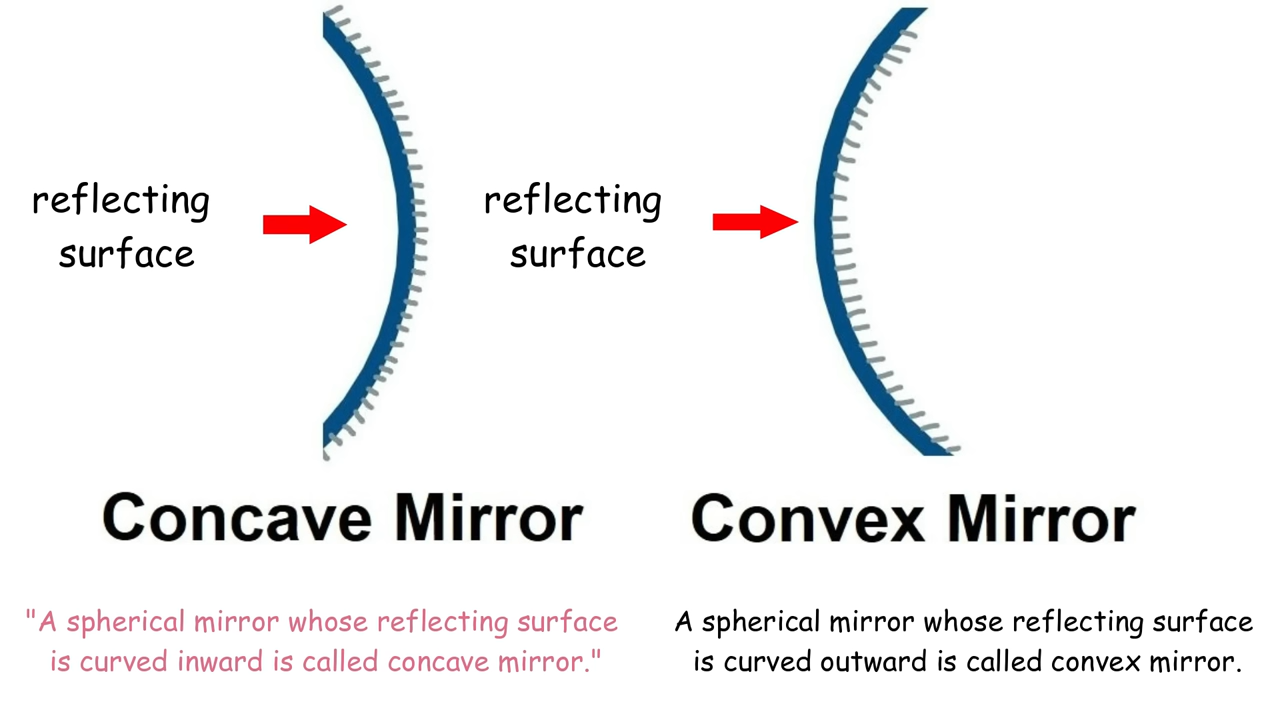 reflecting
surface
reflecting
surface
Concave Mirror
Convex Mirror
"A spherical mirror whose reflecting surface
is curved inward is called concave mirror."
A spherical mirror whose reflecting surface
is curved outward is called convex mirror.